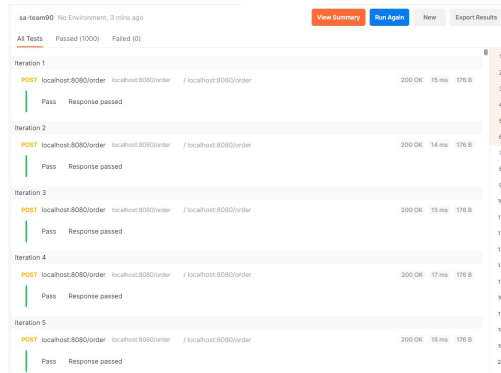 sa-team90 No Environment, 3 mins ago View Summary Run Again New Export Results
All Tests Passed (1000) Failed (0)
Iteration 1
POST localhost:8080/order localhost:8080/order / localhost:8080/order 200 OK 15 ms 176 B
Pass Response passed
Iteration 2
POST localhost:8080/order localhost:8080/order / localhost:8080/order 200 OK 14 ms 176 B
Pass Response passed
Iteration 3
POST localhost:8080/order localhost:8080/order / localhost:8080/order 200 OK 15 ms 176 B
Pass Response passed
Iteration 4
POST localhost:8080/order localhost:8080/order / localhost:8080/order 200 OK 17 ms 176 B
Pass Response passed
Iteration 5
POST localhost:8080/order localhost:8080/order / localhost:8080/order 200 OK 15 ms 176 B
Pass Response passed